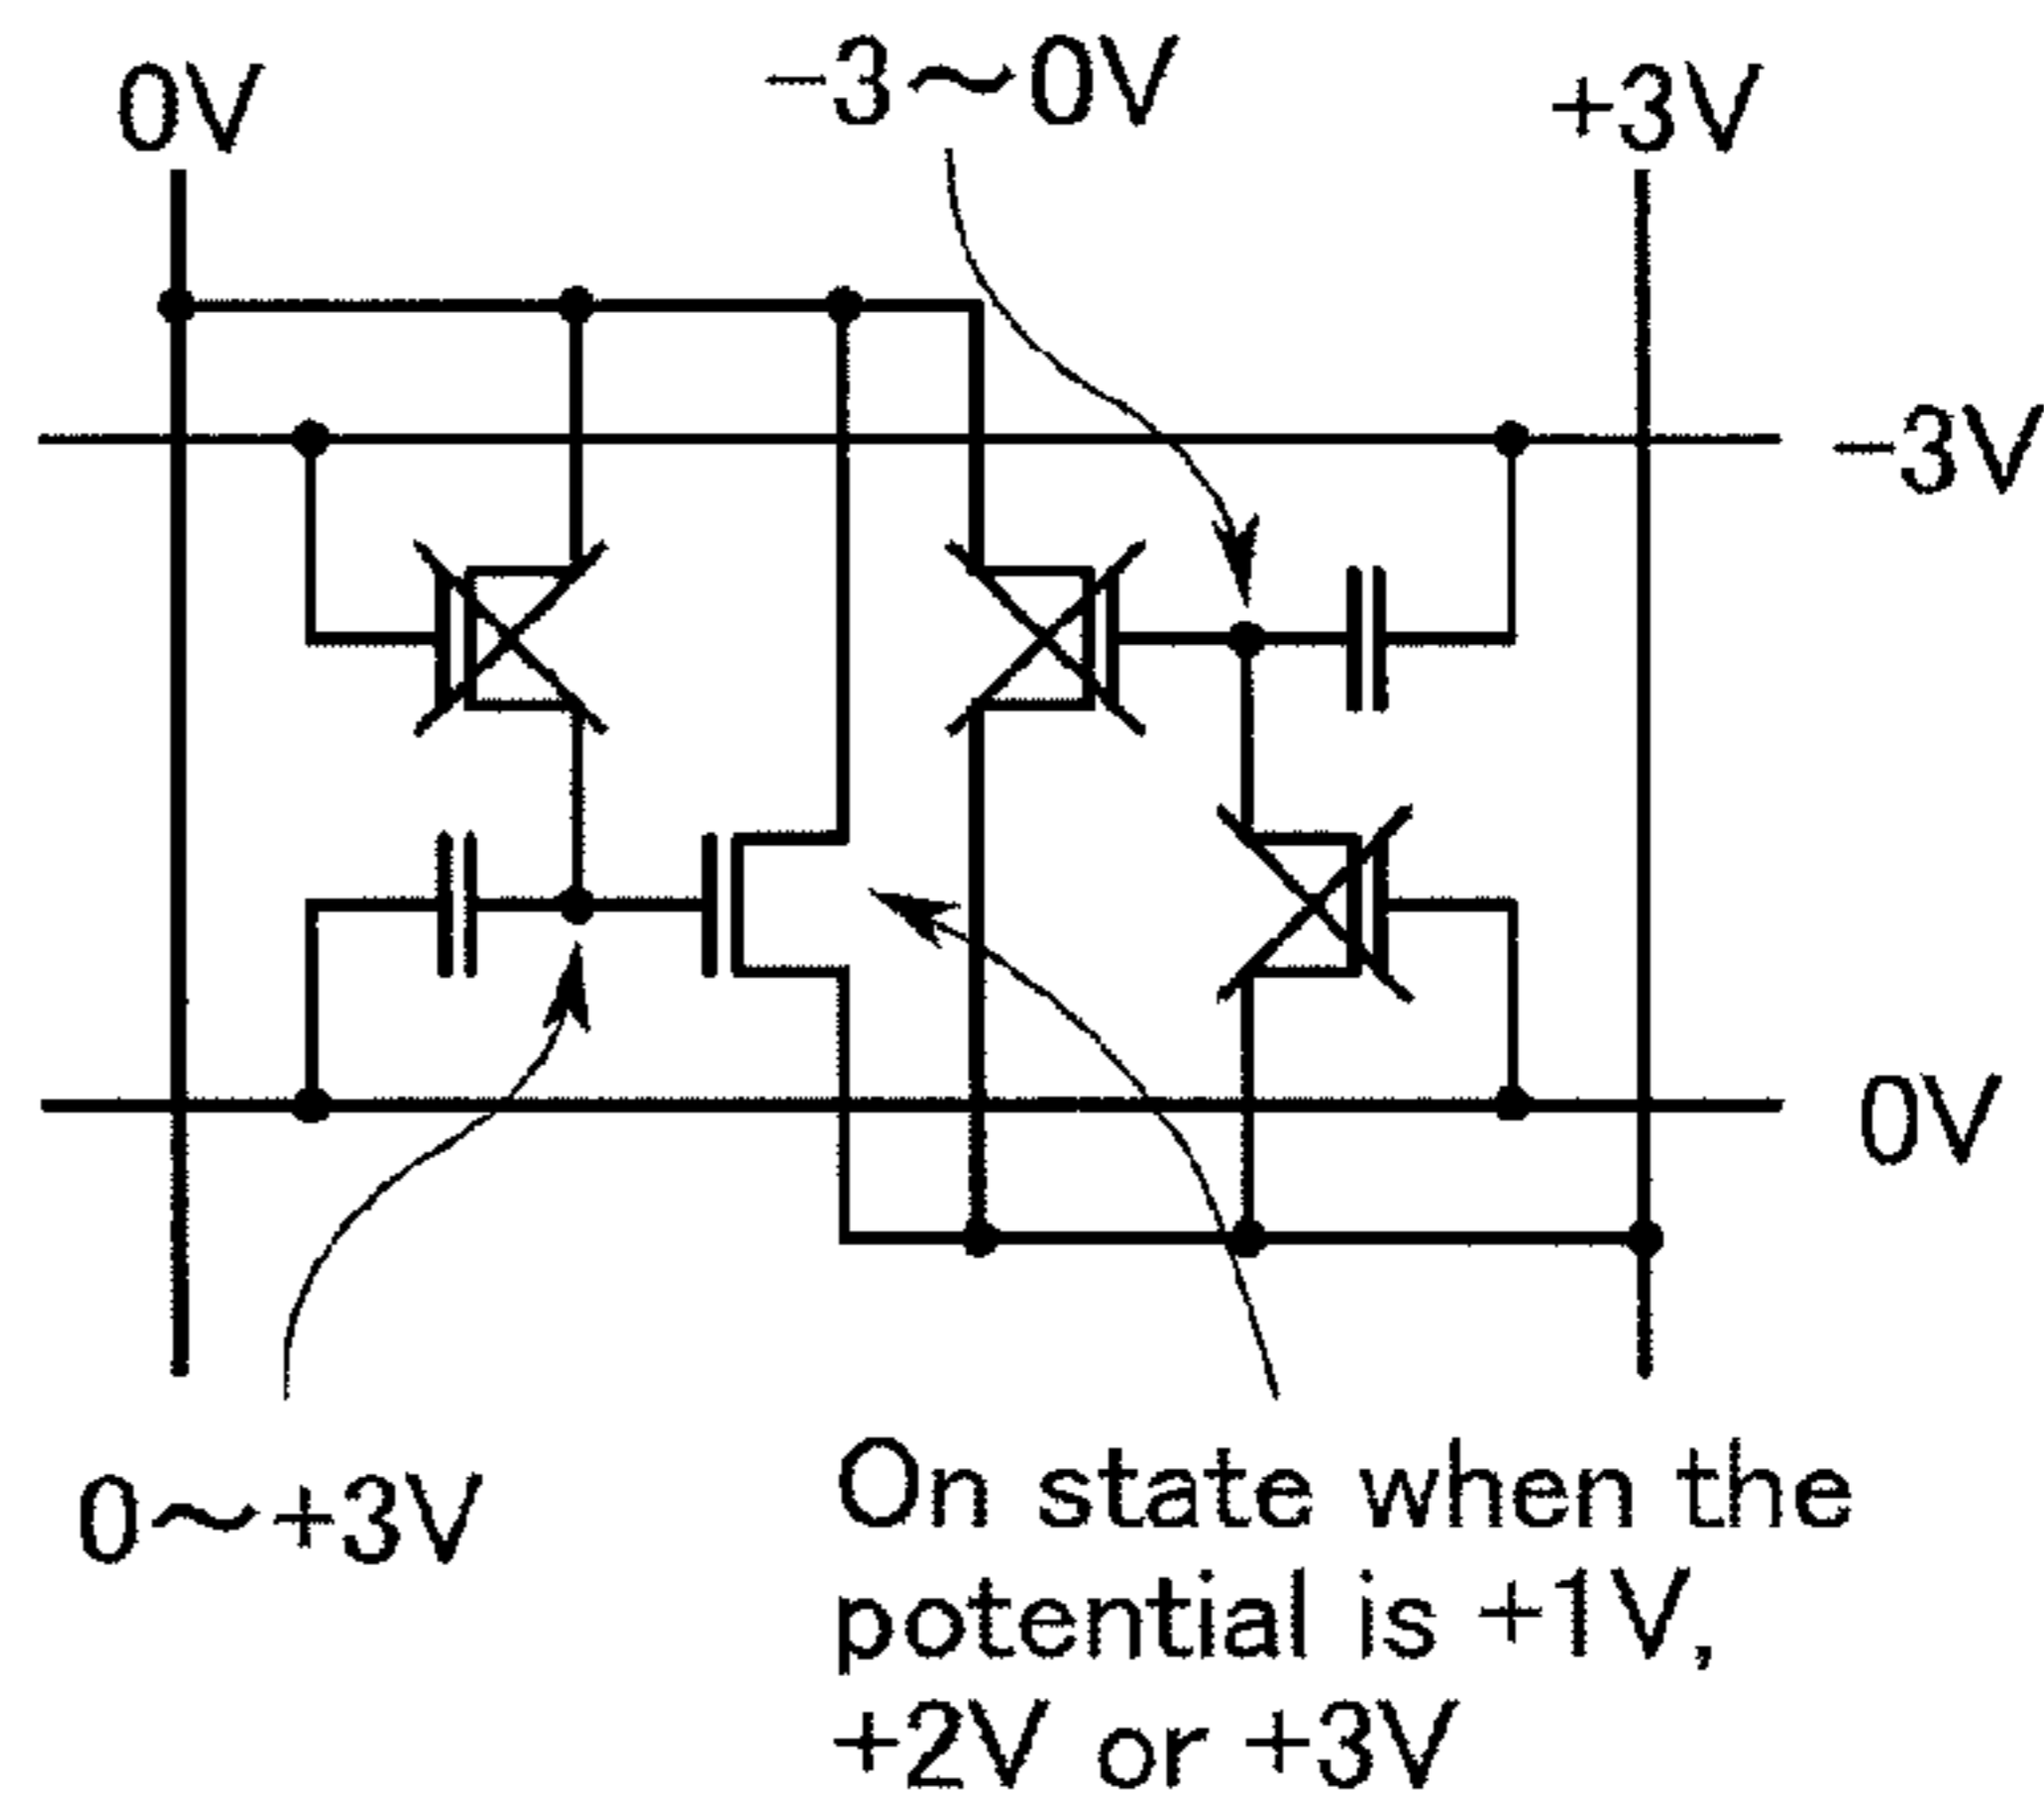 0V
−3～0V
+3V
−3V
0V
0～+3V
On state when the
potential is +1V,
+2V or +3V